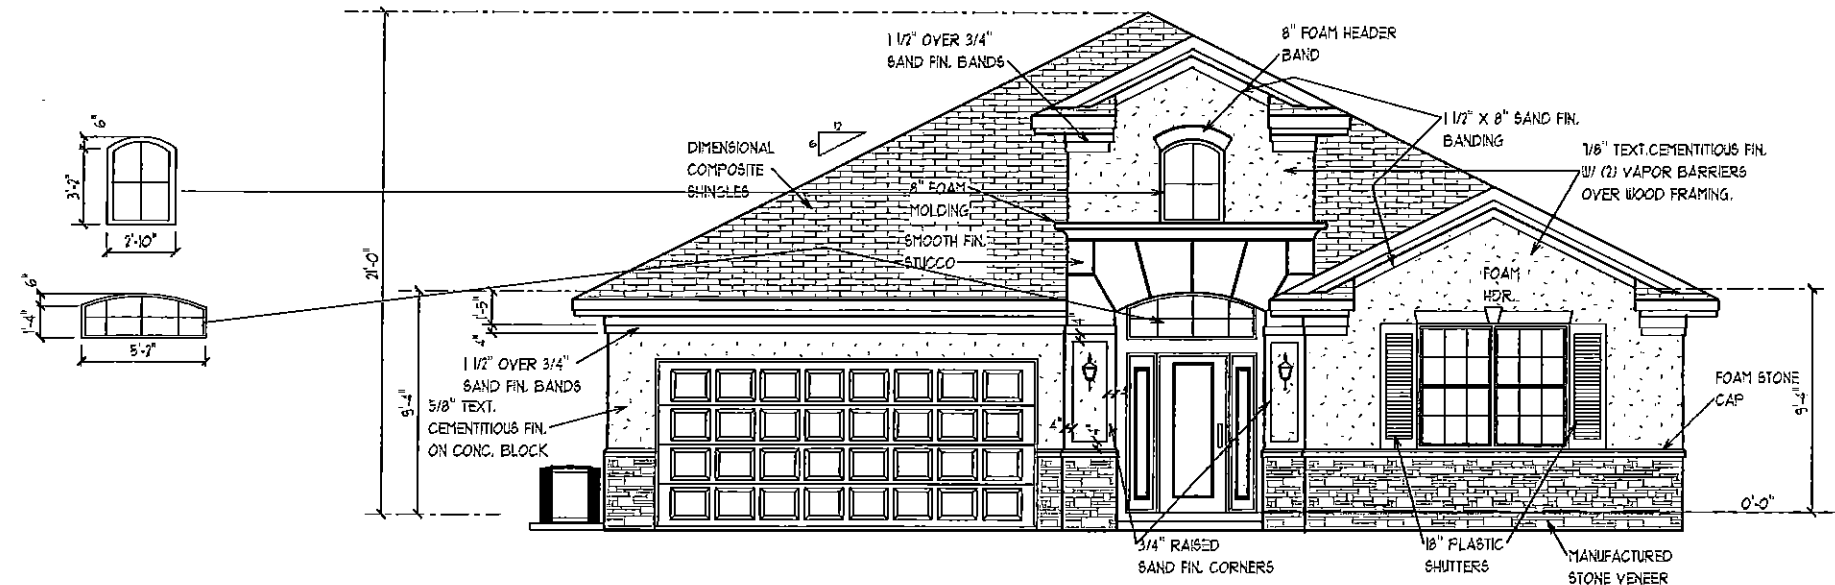 1 1/2" OVER 3/4"
SAND FIN. BANDS
8" FOAM HEADER
BAND
1 1/2" X 8" SAND FIN.
BANDING
7/8" TEXT.CEMENTITIOUS FIN.
W/ (2) VAPOR BARRIERS
OVER WOOD FRAMING.
12
6
DIMENSIONAL
COMPOSITE
SHINGLES
8" FOAM
MOLDING
SMOOTH FIN.
STUCCO
6"
3'-2"
2'-10"
6"
1'-4"
5'-2"
21'-0"
9'-4"
1'-5"
4"
1 1/2" OVER 3/4"
SAND FIN. BANDS
5/8" TEXT.
CEMENTITIOUS FIN.
ON CONC. BLOCK
FOAM
HDR.
4"
4"
4"
4"
FOAM STONE
CAP
9'-4"
0'-0"
3/4" RAISED
SAND FIN. CORNERS
18" PLASTIC
SHUTTERS
MANUFACTURED
STONE VENEER